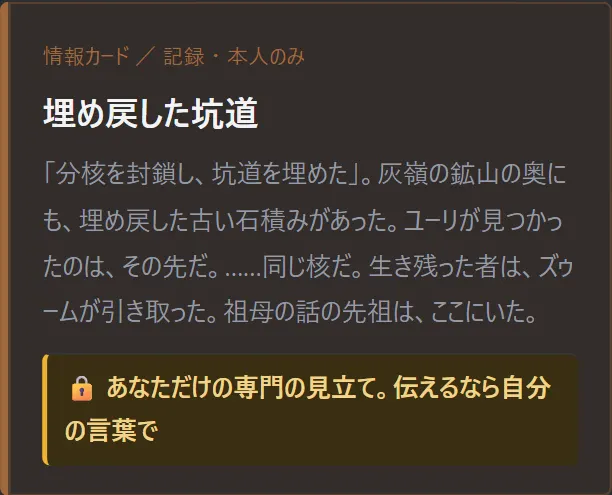 情報カード ／ 記録 · 本人のみ
埋め戻した坑道
「分核を封鎖し、坑道を埋めた」。灰嶺の鉱山の奥に
も、埋め戻した古い石積みがあった。ユーリが見つかっ
たのは、その先だ。……同じ核だ。生き残った者は、ズゥ
ームが引き取った。祖母の話の先祖は、ここにいた。
🔒 あなただけの専門の見立て。伝えるなら自分
の言葉で